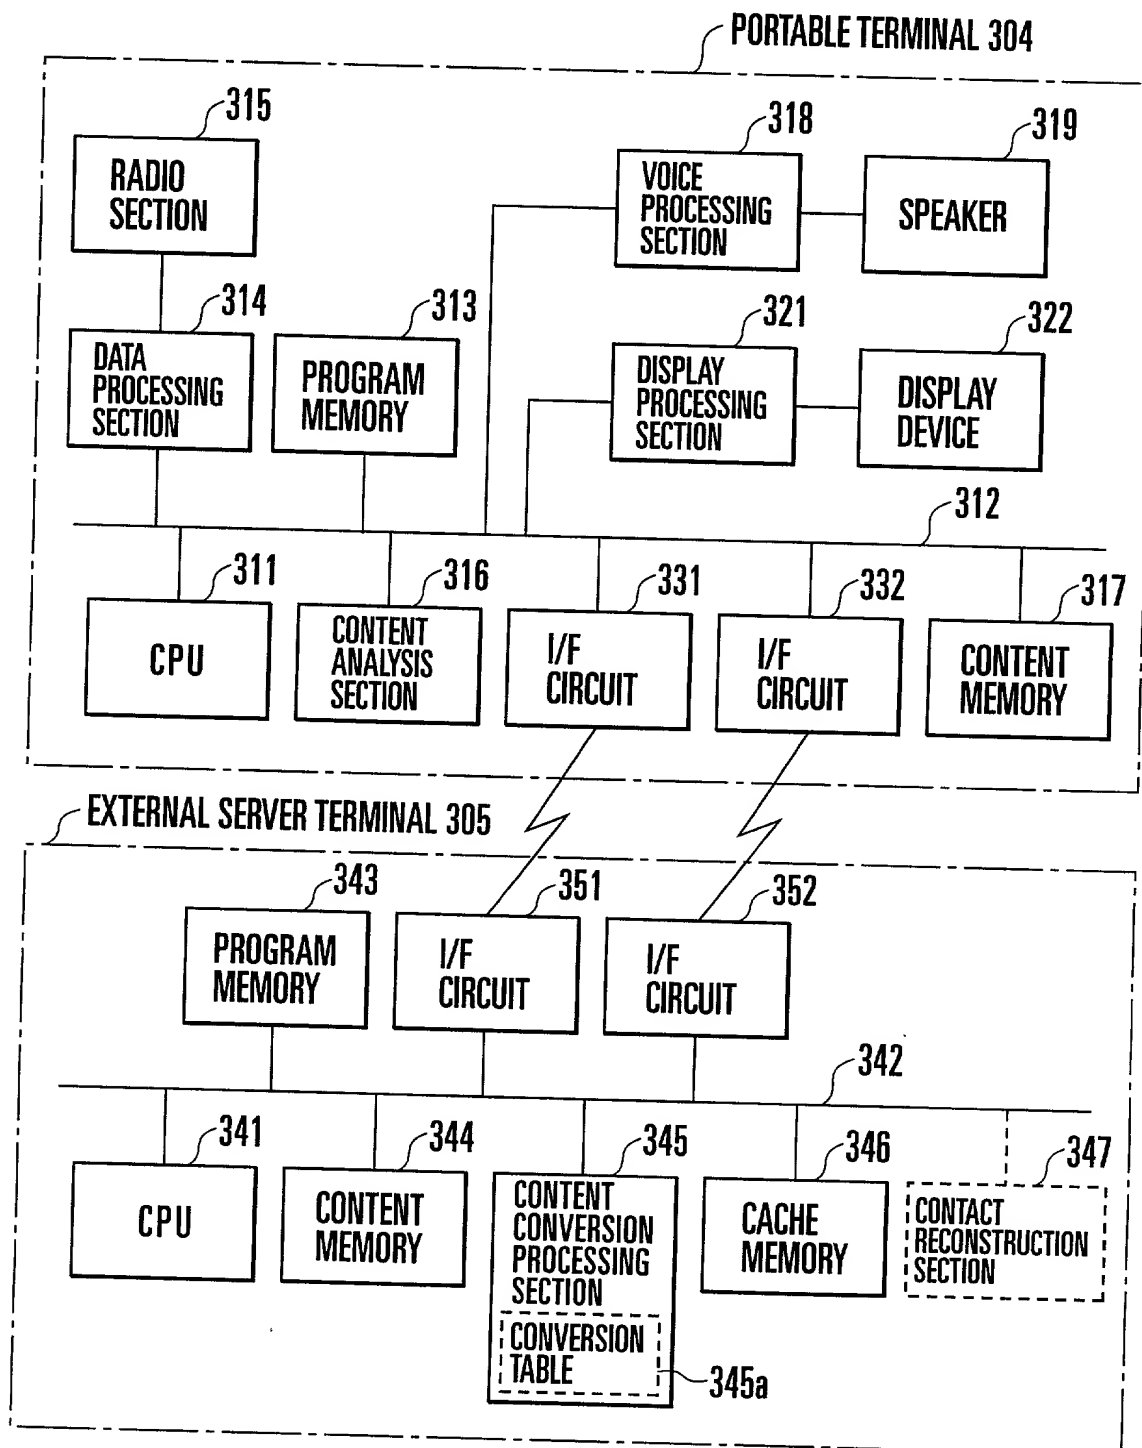 PORTABLE TERMINAL 304
315
RADIO
SECTION
318
VOICE
PROCESSING
SECTION
319
SPEAKER
314
DATA
PROCESSING
SECTION
313
PROGRAM
MEMORY
321
DISPLAY
PROCESSING
SECTION
322
DISPLAY
DEVICE
312
311
CPU
316
CONTENT
ANALYSIS
SECTION
331
I/F
CIRCUIT
332
I/F
CIRCUIT
317
CONTENT
MEMORY
EXTERNAL SERVER TERMINAL 305
343
PROGRAM
MEMORY
351
I/F
CIRCUIT
352
I/F
CIRCUIT
342
341
CPU
344
CONTENT
MEMORY
345
CONTENT
CONVERSION
PROCESSING
SECTION
CONVERSION
TABLE
345a
346
CACHE
MEMORY
347
CONTACT
RECONSTRUCTION
SECTION